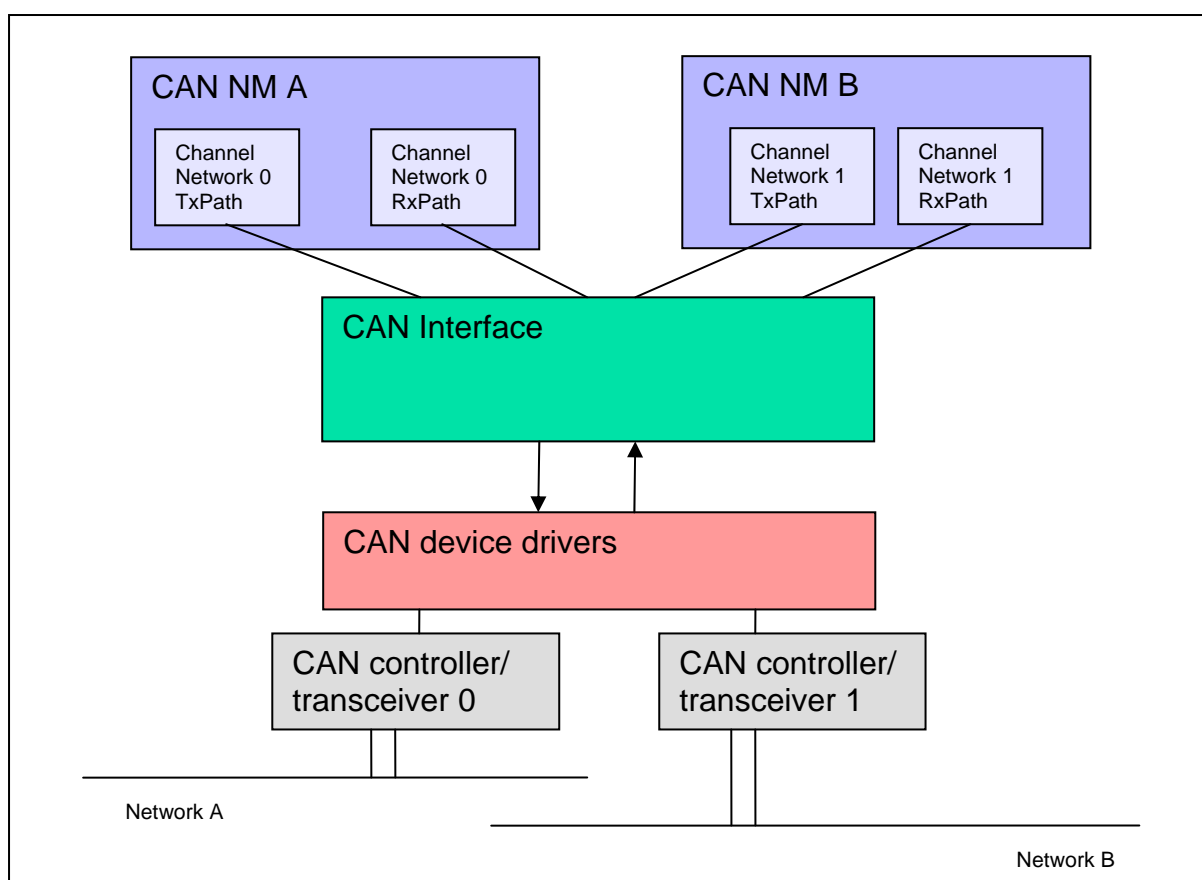 CAN NM A
Channel
Network 0
TxPath
Channel
Network 0
RxPath
CAN NM B
Channel
Network 1
TxPath
Channel
Network 1
RxPath
CAN Interface
CAN device drivers
CAN controller/
transceiver 0
CAN controller/
transceiver 1
Network A
Network B